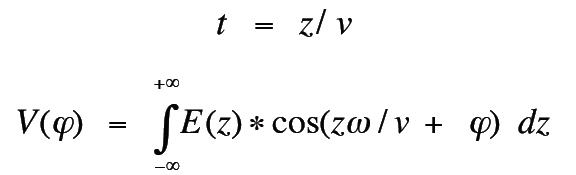 t = z/ v
V(φ) = ∫_{-∞}^{+∞} E(z) * cos(zω / v + φ) dz